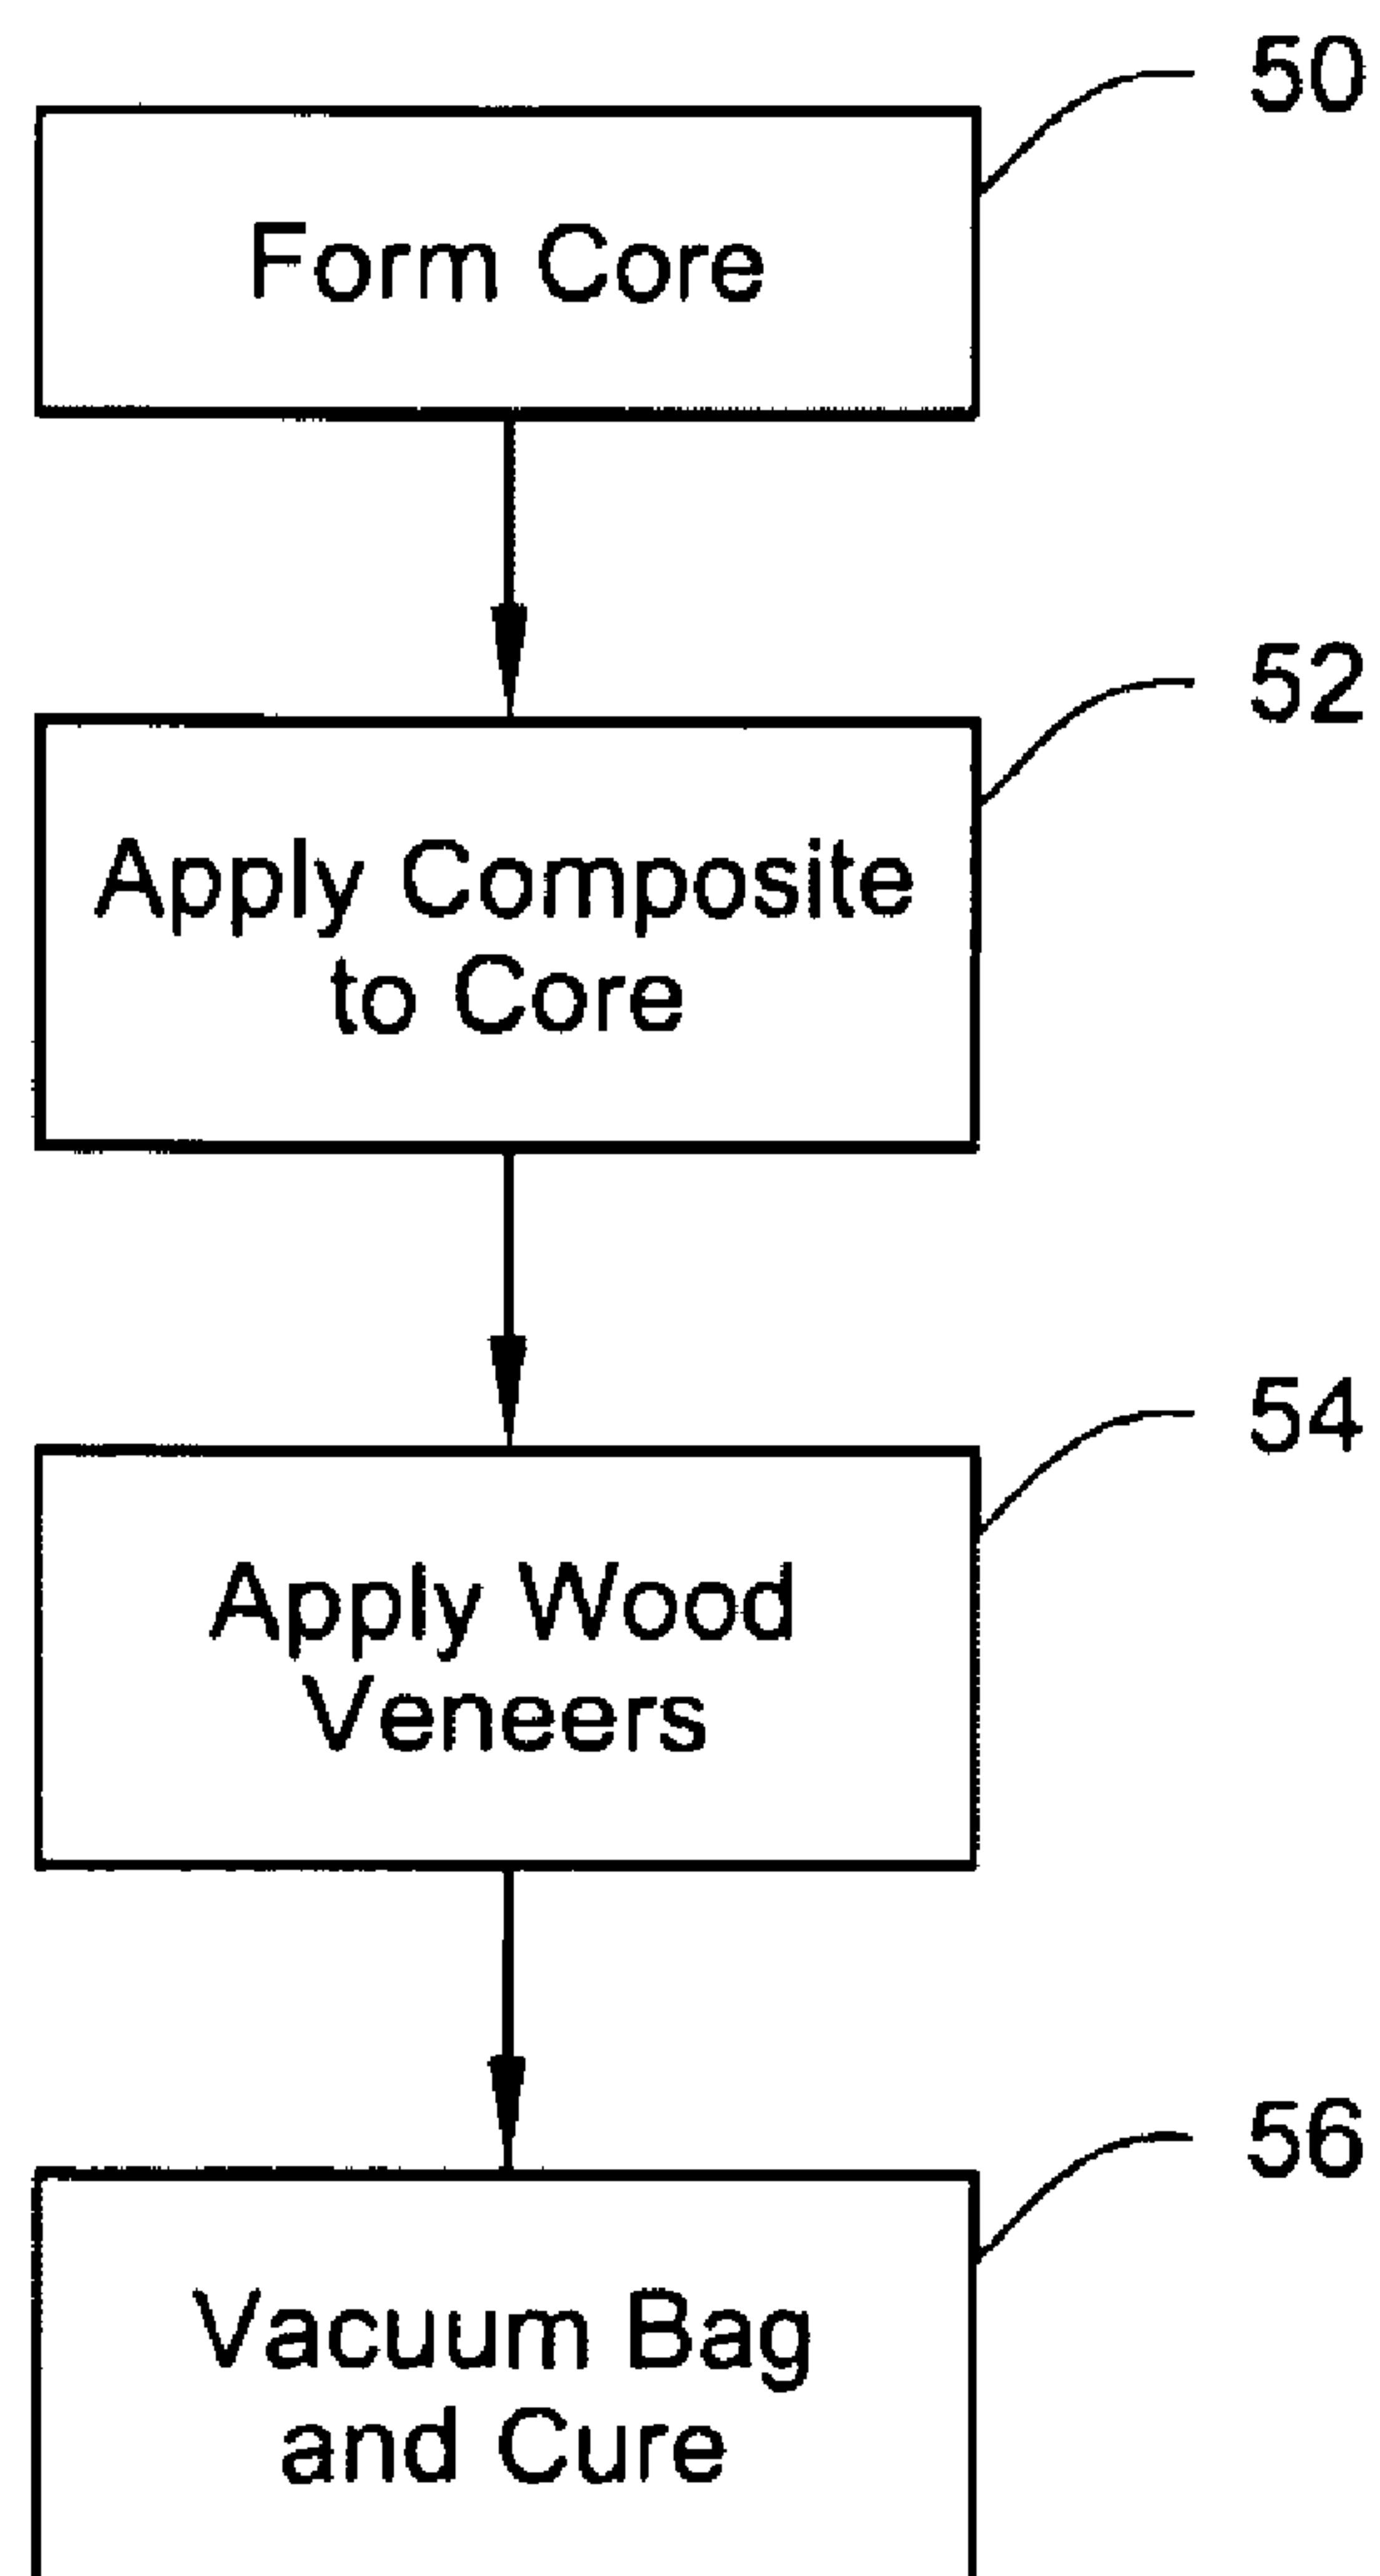 50
Form Core
52
Apply Composite
to Core
54
Apply Wood
Veneers
56
Vacuum Bag
and Cure